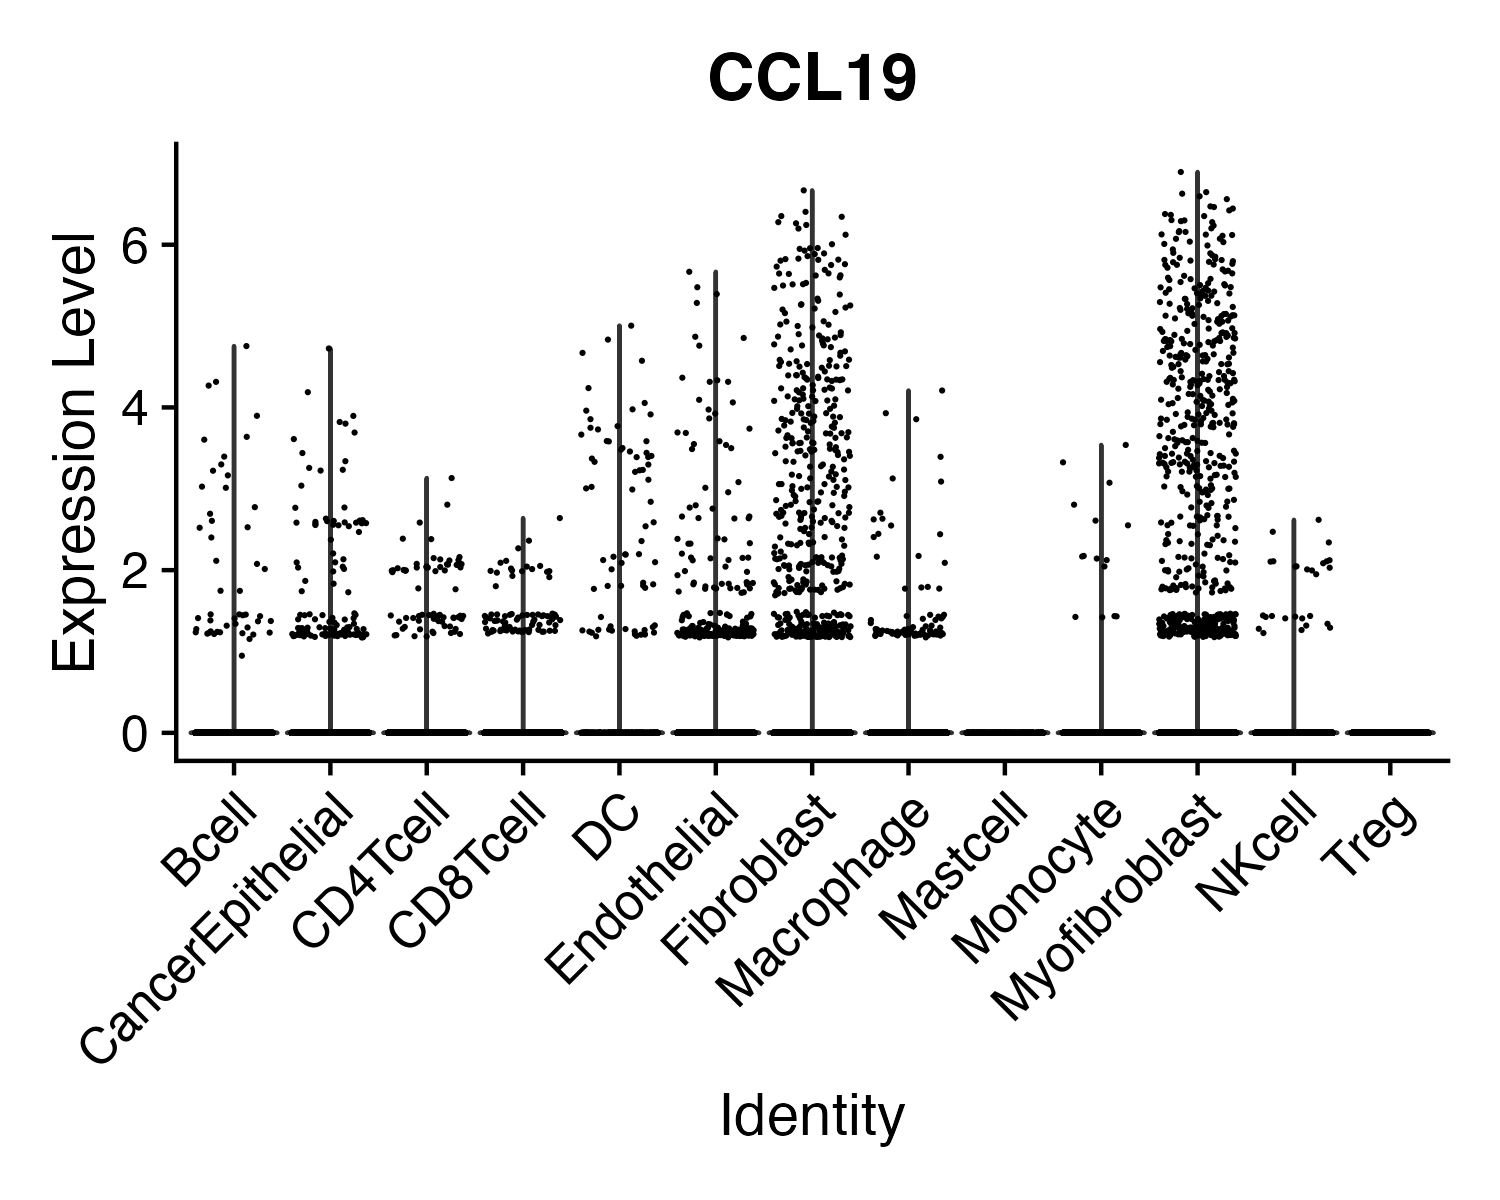 CCL19
Expression Level
6
4
2
0
Bcell
CancerEpithelial
CD4Tcell
CD8Tcell
DC
Endothelial
Fibroblast
Macrophage
Mastcell
Monocyte
Myofibroblast
NKcell
Treg
Identity